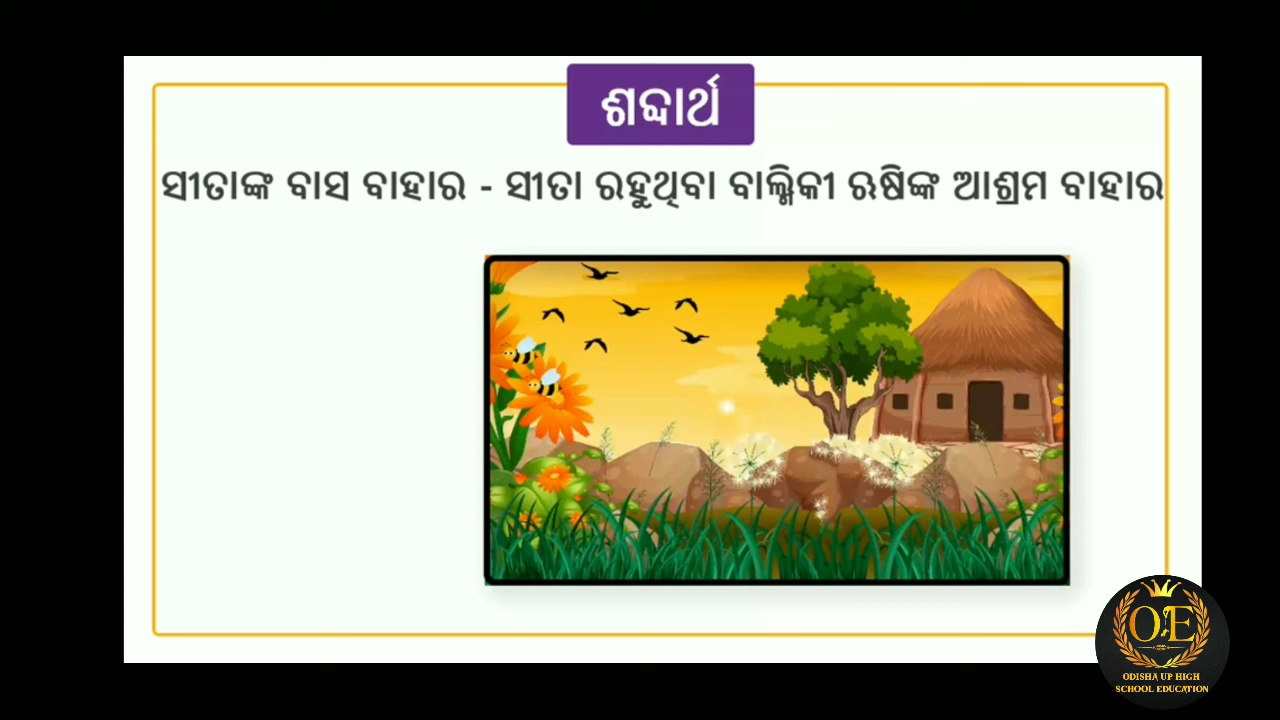 ଶବ୍ଦାର୍ଥ
ସୀତାଙ୍କ ବାସ ବାହାର - ସୀତା ରହୁଥିବା ବାଲ୍ମିକୀ ଋଷିଙ୍କ ଆଶ୍ରମ ବାହାର
OE
ODISHA UP HIGH
SCHOOL EDUCATION